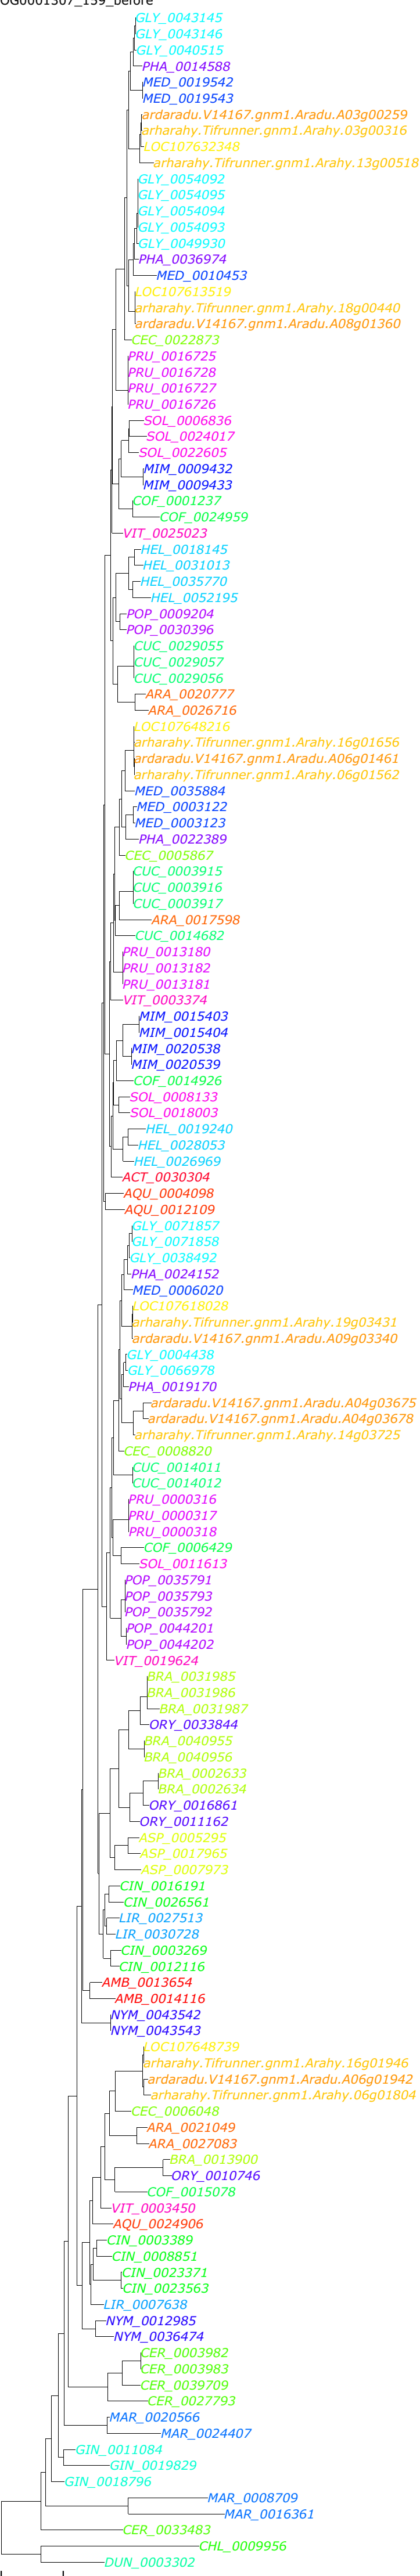 OG0001307_159_before
GLY_0043145
GLY_0043146
GLY_0040515
PHA_0014588
MED_0019542
MED_0019543
ardaradu.V14167.gnm1.Aradu.A03g00259
arharahy.Tifrunner.gnm1.Arahy.03g00316
LOC107632348
arharahy.Tifrunner.gnm1.Arahy.13g00518
GLY_0054092
GLY_0054095
GLY_0054094
GLY_0054093
GLY_0049930
PHA_0036974
MED_0010453
LOC107613519
arharahy.Tifrunner.gnm1.Arahy.18g00440
ardaradu.V14167.gnm1.Aradu.A08g01360
CEC_0022873
PRU_0016725
PRU_0016728
PRU_0016727
PRU_0016726
SOL_0006836
SOL_0024017
SOL_0022605
MIM_0009432
MIM_0009433
COF_0001237
COF_0024959
VIT_0025023
HEL_0018145
HEL_0031013
HEL_0035770
HEL_0052195
POP_0009204
POP_0030396
CUC_0029055
CUC_0029057
CUC_0029056
ARA_0020777
ARA_0026716
LOC107648216
arharahy.Tifrunner.gnm1.Arahy.16g01656
ardaradu.V14167.gnm1.Aradu.A06g01461
arharahy.Tifrunner.gnm1.Arahy.06g01562
MED_0035884
MED_0003122
MED_0003123
PHA_0022389
CEC_0005867
CUC_0003915
CUC_0003916
CUC_0003917
ARA_0017598
CUC_0014682
PRU_0013180
PRU_0013182
PRU_0013181
VIT_0003374
MIM_0015403
MIM_0015404
MIM_0020538
MIM_0020539
COF_0014926
SOL_0008133
SOL_0018003
HEL_0019240
HEL_0028053
HEL_0026969
ACT_0030304
AQU_0004098
AQU_0012109
GLY_0071857
GLY_0071858
GLY_0038492
PHA_0024152
MED_0006020
LOC107618028
arharahy.Tifrunner.gnm1.Arahy.19g03431
ardaradu.V14167.gnm1.Aradu.A09g03340
GLY_0004438
GLY_0066978
PHA_0019170
ardaradu.V14167.gnm1.Aradu.A04g03675
ardaradu.V14167.gnm1.Aradu.A04g03678
arharahy.Tifrunner.gnm1.Arahy.14g03725
CEC_0008820
CUC_0014011
CUC_0014012
PRU_0000316
PRU_0000317
PRU_0000318
COF_0006429
SOL_0011613
POP_0035791
POP_0035793
POP_0035792
POP_0044201
POP_0044202
VIT_0019624
BRA_0031985
BRA_0031986
BRA_0031987
ORY_0033844
BRA_0040955
BRA_0040956
BRA_0002633
BRA_0002634
ORY_0016861
ORY_0011162
ASP_0005295
ASP_0017965
ASP_0007973
CIN_0016191
CIN_0026561
LIR_0027513
LIR_0030728
CIN_0003269
CIN_0012116
AMB_0013654
AMB_0014116
NYM_0043542
NYM_0043543
LOC107648739
arharahy.Tifrunner.gnm1.Arahy.16g01946
ardaradu.V14167.gnm1.Aradu.A06g01942
arharahy.Tifrunner.gnm1.Arahy.06g01804
CEC_0006048
ARA_0021049
ARA_0027083
BRA_0013900
ORY_0010746
COF_0015078
VIT_0003450
AQU_0024906
CIN_0003389
CIN_0008851
CIN_0023371
CIN_0023563
LIR_0007638
NYM_0012985
NYM_0036474
CER_0003982
CER_0003983
CER_0039709
CER_0027793
MAR_0020566
MAR_0024407
GIN_0011084
GIN_0019829
GIN_0018796
MAR_0008709
MAR_0016361
CER_0033483
CHL_0009956
DUN_0003302